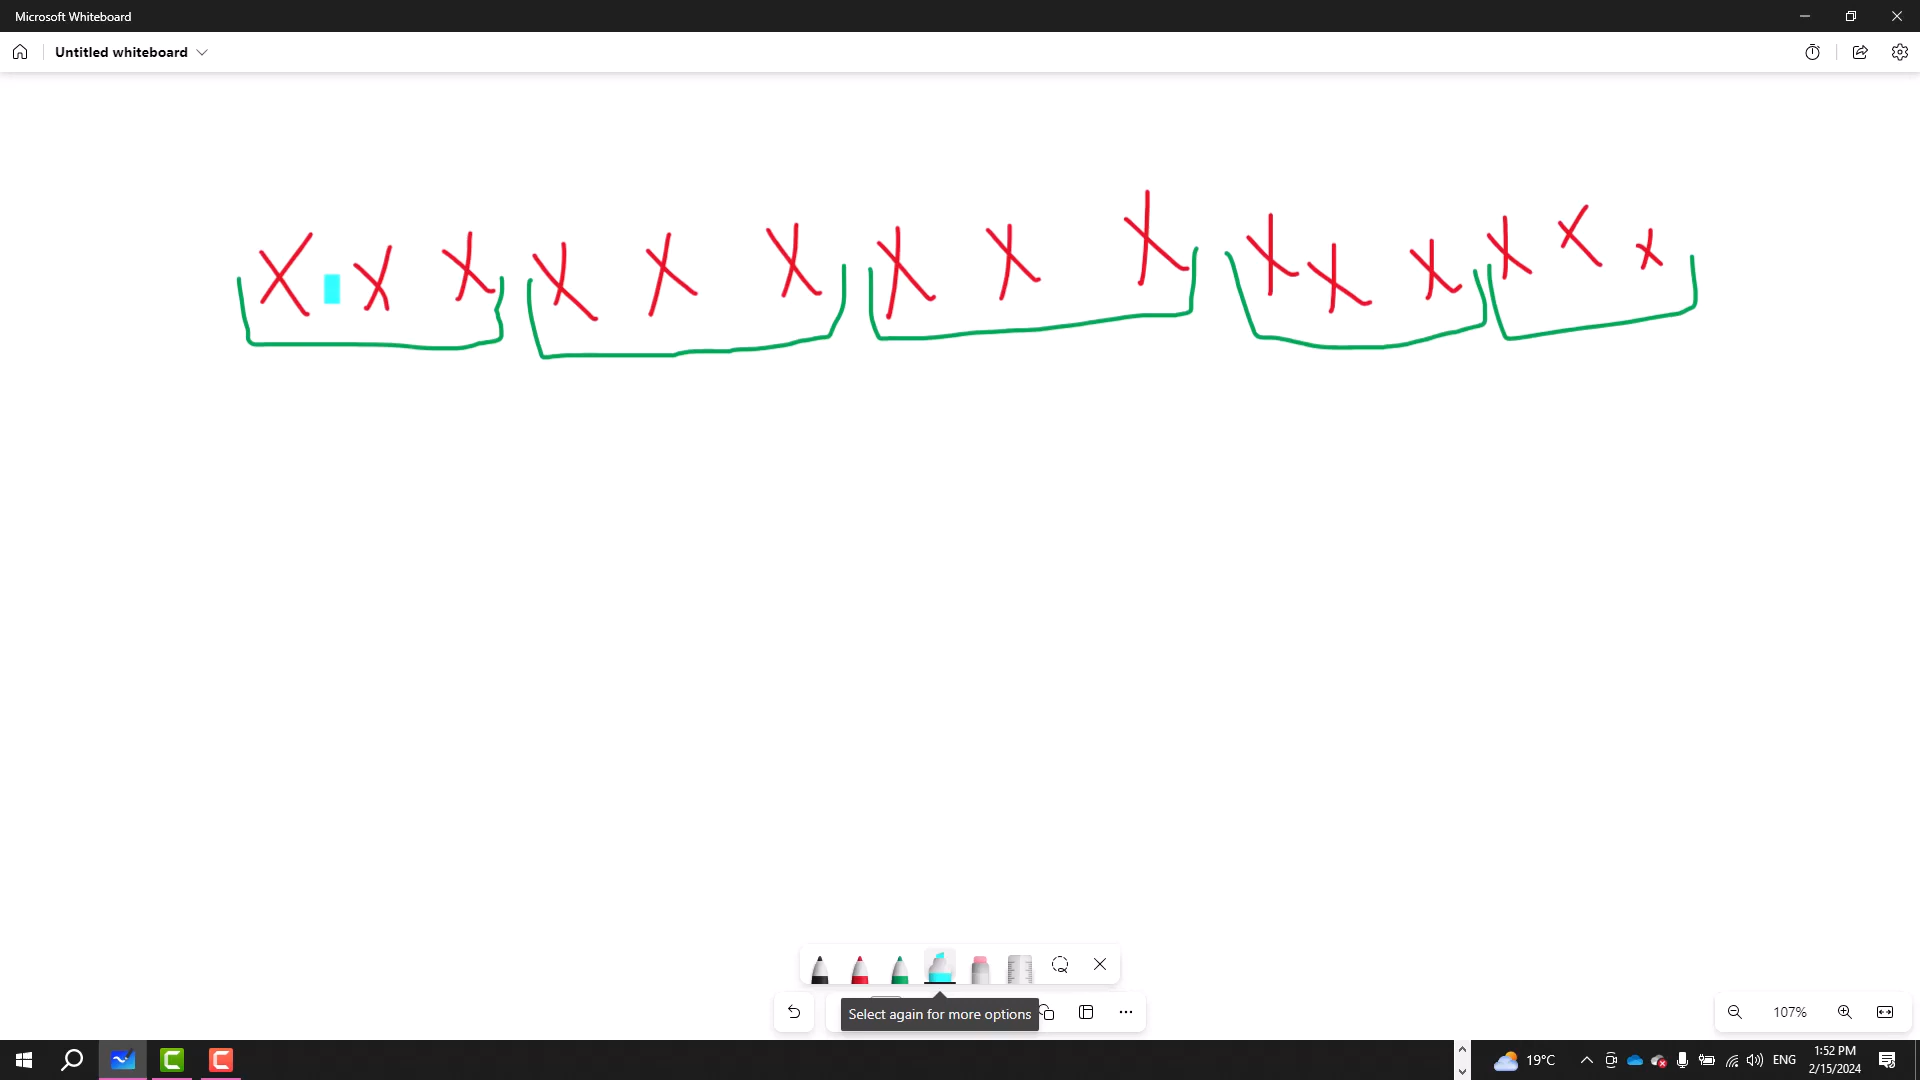 Microsoft Whiteboard
Untitled whiteboard
X X X X X X X X X X X X X X X
Select again for more options
107%
19°C
ENG
1:52 PM
2/15/2024